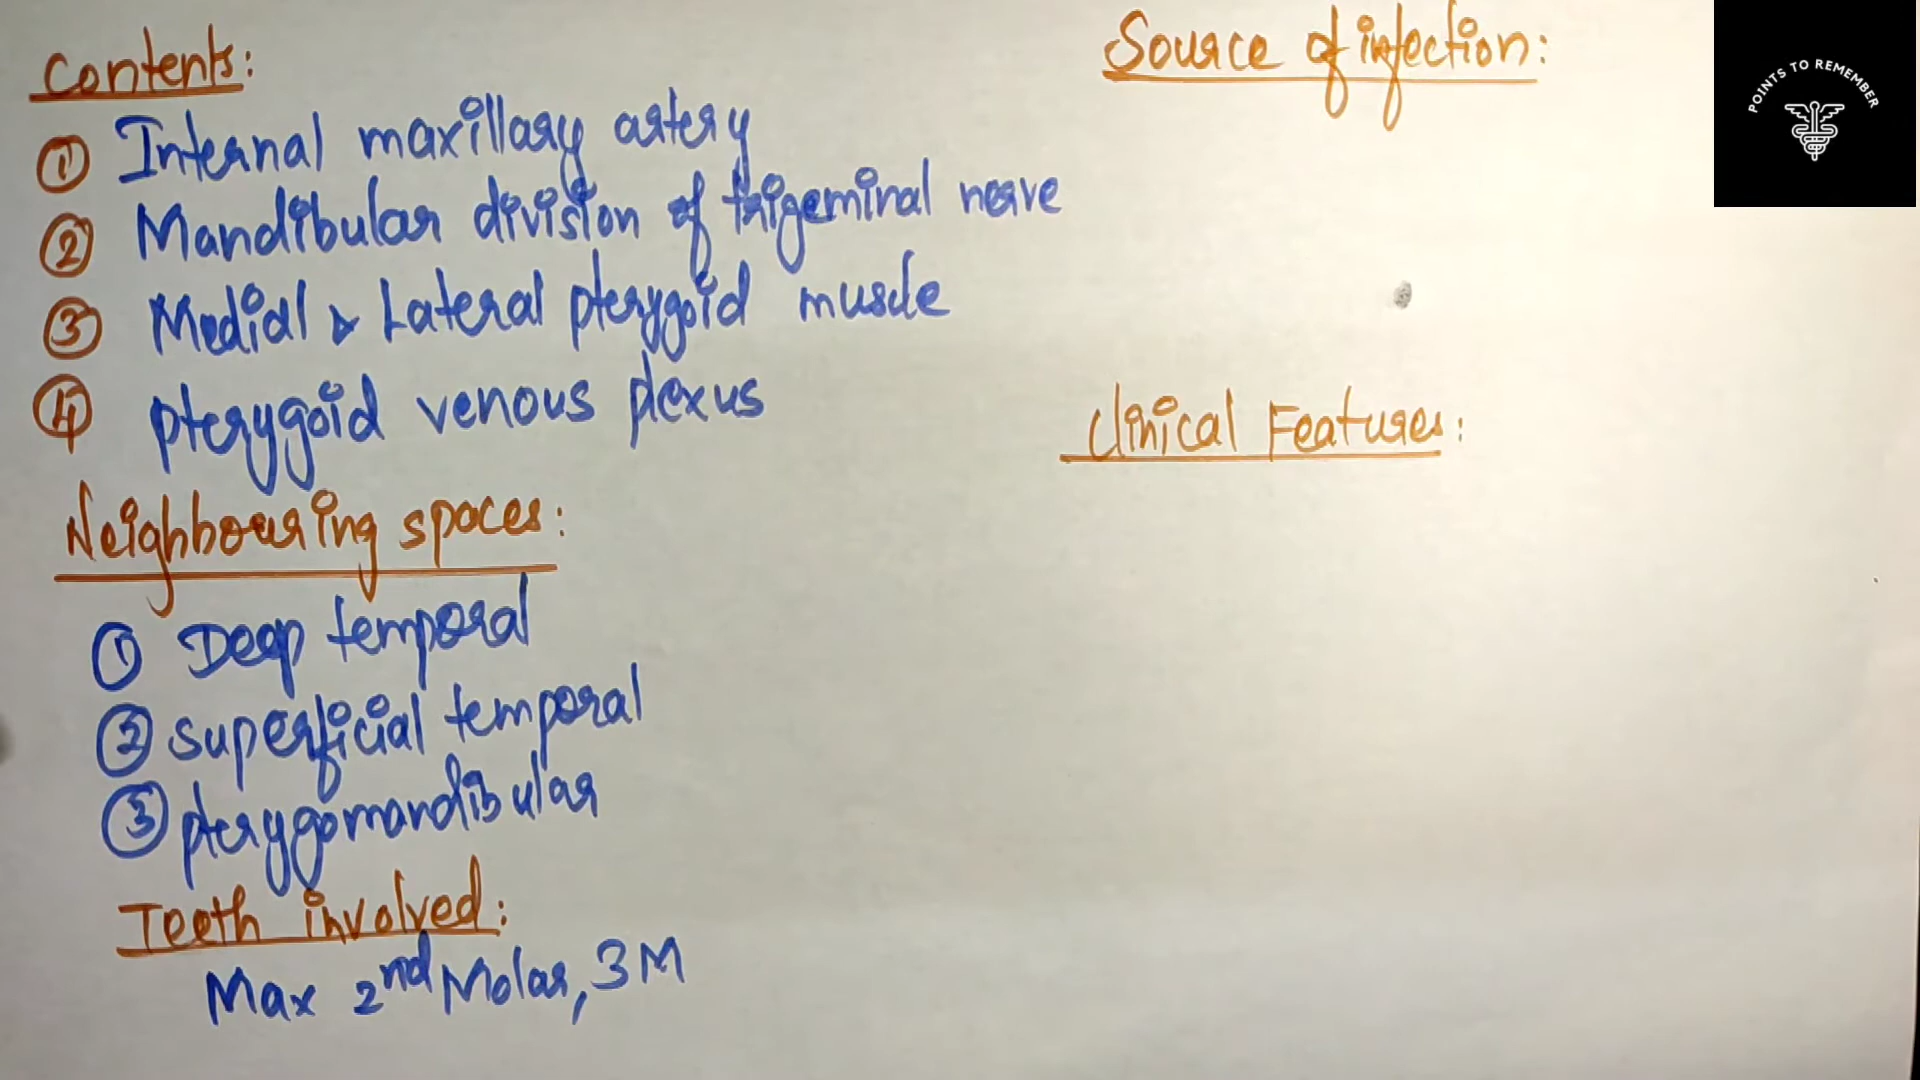 Contents:
① Internal maxillary artery
② Mandibular division of trigeminal nerve
③ Medial & Lateral pterygoid muscle
④ pterygoid venous plexus
Neighbouring spaces:
① Deep temporal
② superficial temporal
③ pterygomandibular
Teeth involved:
Max 2nd Molar, 3M
Source of infection:
Clinical Features:
POINTS TO REMEMBER